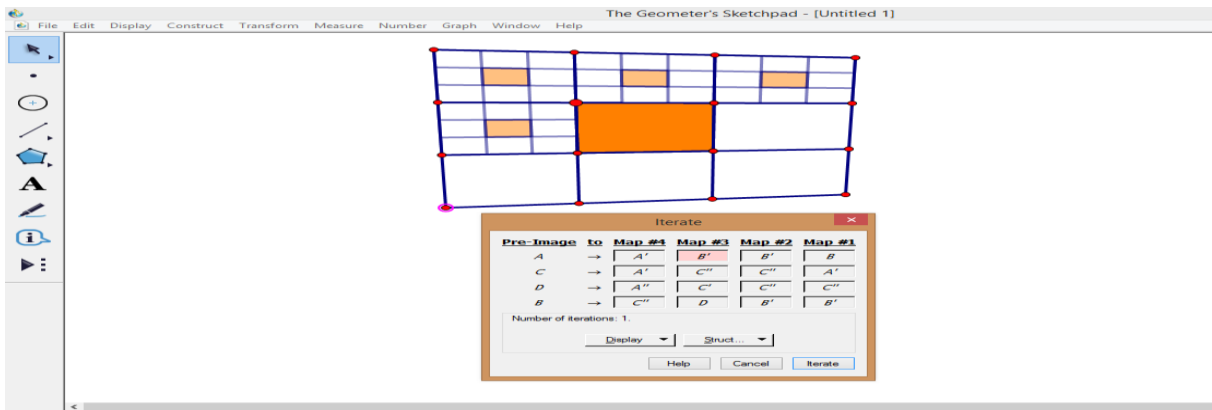 The Geometer's Sketchpad - [Untitled 1]
File Edit Display Construct Transform Measure Number Graph Window Help
A
Iterate
Pre-Image to Map #4 Map #3 Map #2 Map #1
A → A' B' B' B
C → A' C'' C'' A'
D → A'' C' C'' C''
B → C'' D B' B'
Number of iterations: 1.
Display Struct...
Help Cancel Iterate